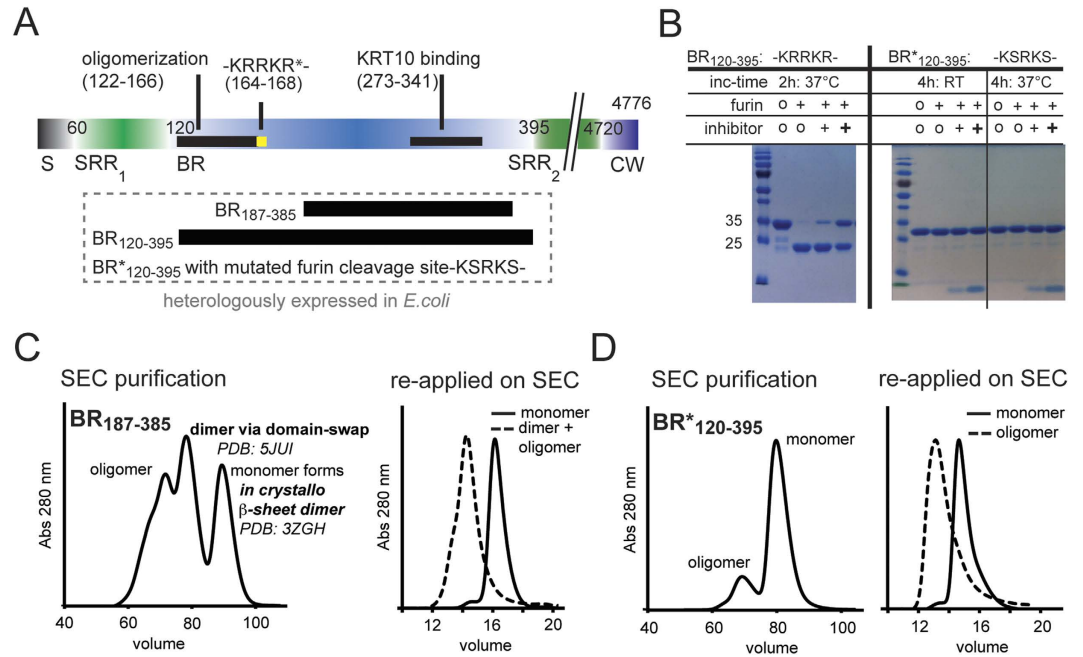 A
oligomerization
(122-166)
-KRRKR*-
(164-168)
KRT10 binding
(273-341)
4776
60
120
395
4720
S
SRR1
BR
SRR2
CW
BR187-385
BR120-395
BR*120-395 with mutated furin cleavage site-KSRKS-
heterologously expressed in E.coli
B
BR120-395: -KRRKR- BR*120-395: -KSRKS-
inc-time 2h: 37°C 4h: RT 4h: 37°C
furin o + + + o + + + o + + +
inhibitor o o + + o o + + o o + +
35
25
C
SEC purification
BR187-385
dimer via domain-swap
PDB: 5JUI
oligomer
monomer forms
in crystallo
β-sheet dimer
PDB: 3ZGH
Abs 280 nm
40 60 80 100
volume
re-applied on SEC
monomer
dimer +
oligomer
Abs 280 nm
12 16 20
volume
D
SEC purification
BR*120-395
monomer
oligomer
Abs 280 nm
40 60 80 100
volume
re-applied on SEC
monomer
oligomer
Abs 280 nm
12 16 20
volume